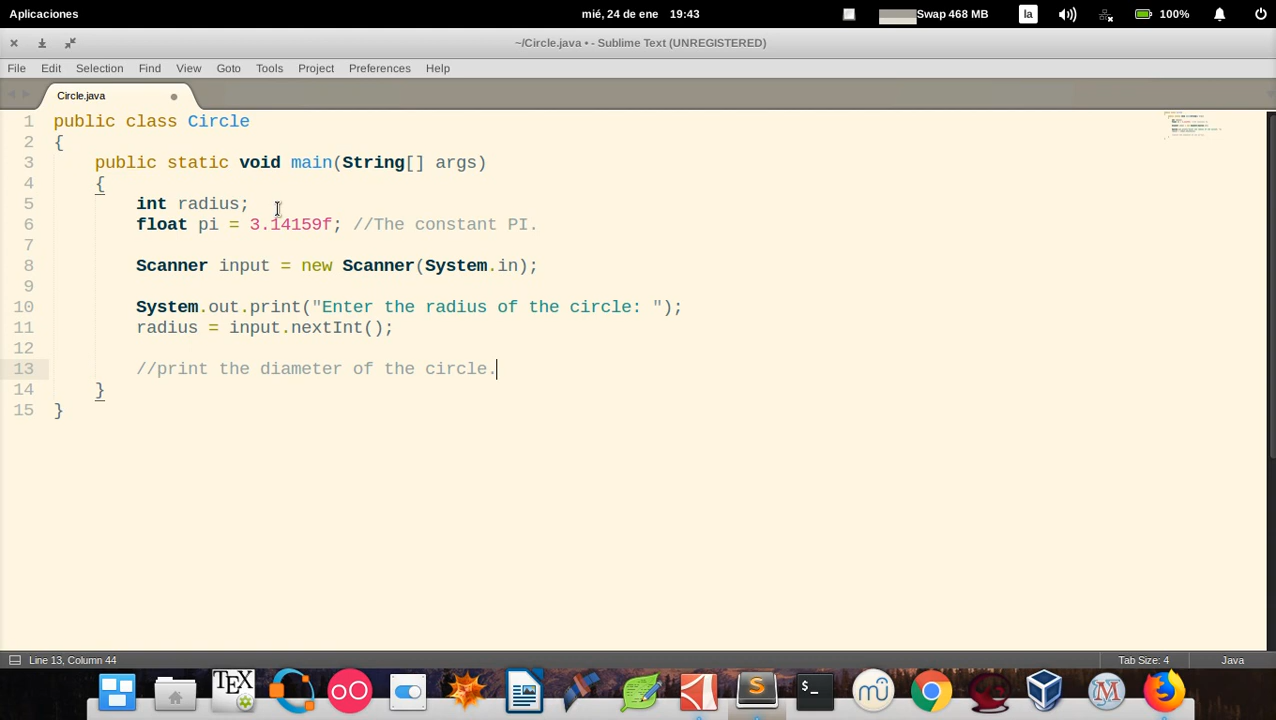 Aplicaciones
mié, 24 de ene 19:43
Swap 468 MB
la
100%
~/Circle.java • - Sublime Text (UNREGISTERED)
File Edit Selection Find View Goto Tools Project Preferences Help
Circle.java
1 public class Circle
2 {
3     public static void main(String[] args)
4     {
5         int radius;
6         float pi = 3.14159f; //The constant PI.
7
8         Scanner input = new Scanner(System.in);
9
10         System.out.print("Enter the radius of the circle: ");
11         radius = input.nextInt();
12
13         //print the diameter of the circle.
14     }
15 }
Line 13, Column 44
Tab Size: 4
Java
TEX
S
>_
mu
M